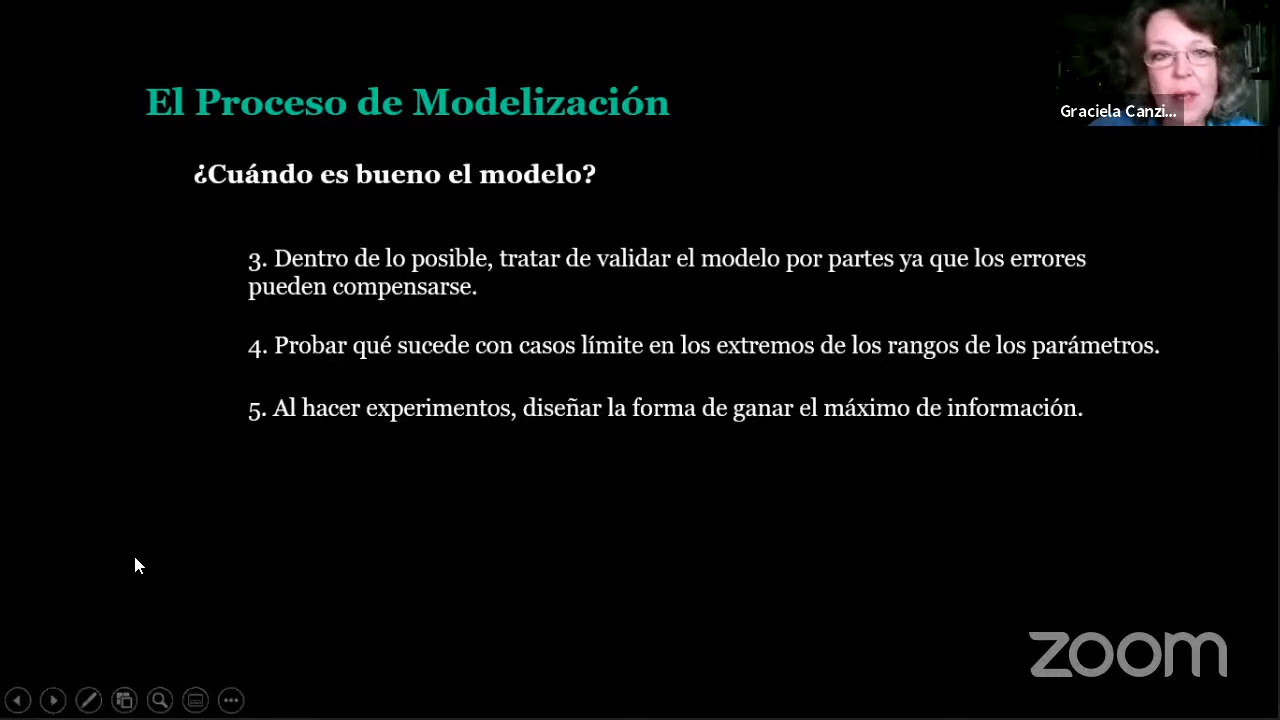 El Proceso de Modelización
Graciela Canzi...
¿Cuándo es bueno el modelo?
3. Dentro de lo posible, tratar de validar el modelo por partes ya que los errores
pueden compensarse.
4. Probar qué sucede con casos límite en los extremos de los rangos de los parámetros.
5. Al hacer experimentos, diseñar la forma de ganar el máximo de información.
zoom